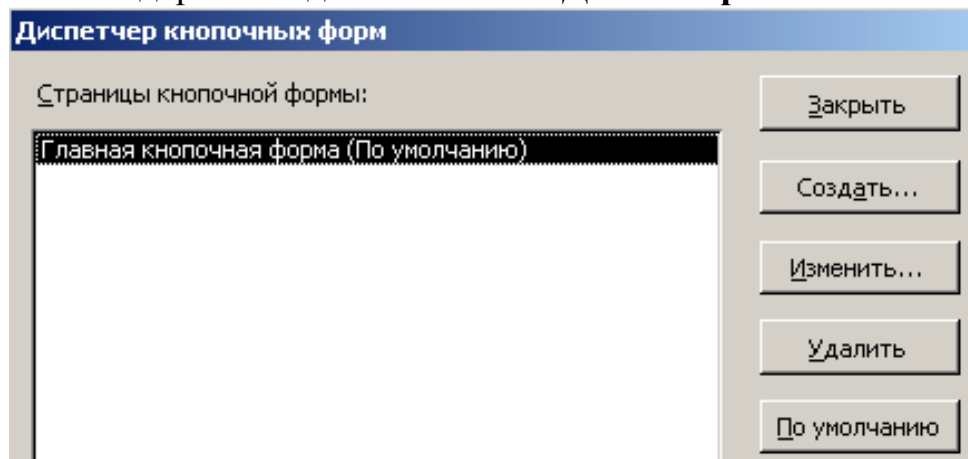 Диспетчер кнопочных форм
Страницы кнопочной формы:
Закрыть
Главная кнопочная форма (По умолчанию)
Создать...
Изменить...
Удалить
По умолчанию